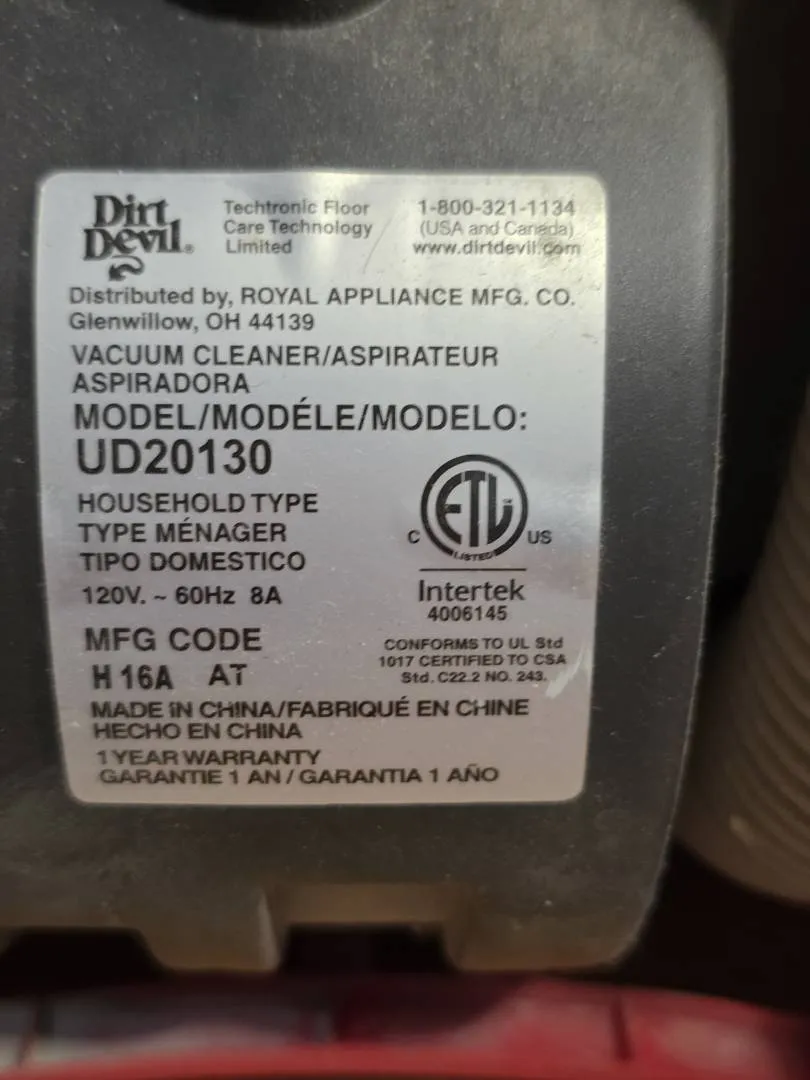 Dirt
Devil®
Techtronic Floor
Care Technology
Limited
1-800-321-1134
(USA and Canada)
www.dirtdevil.com
Distributed by, ROYAL APPLIANCE MFG. CO.
Glenwillow, OH 44139
VACUUM CLEANER/ASPIRATEUR
ASPIRADORA
MODEL/MODÉLE/MODELO:
UD20130
HOUSEHOLD TYPE
TYPE MÉNAGER
TIPO DOMESTICO
120V. ~ 60Hz 8A
ETL
C US
LISTED
Intertek
4006145
MFG CODE
H 16A AT
CONFORMS TO UL Std
1017 CERTIFIED TO CSA
Std. C22.2 NO. 243.
MADE IN CHINA/FABRIQUÉ EN CHINE
HECHO EN CHINA
1 YEAR WARRANTY
GARANTIE 1 AN / GARANTIA 1 AÑO